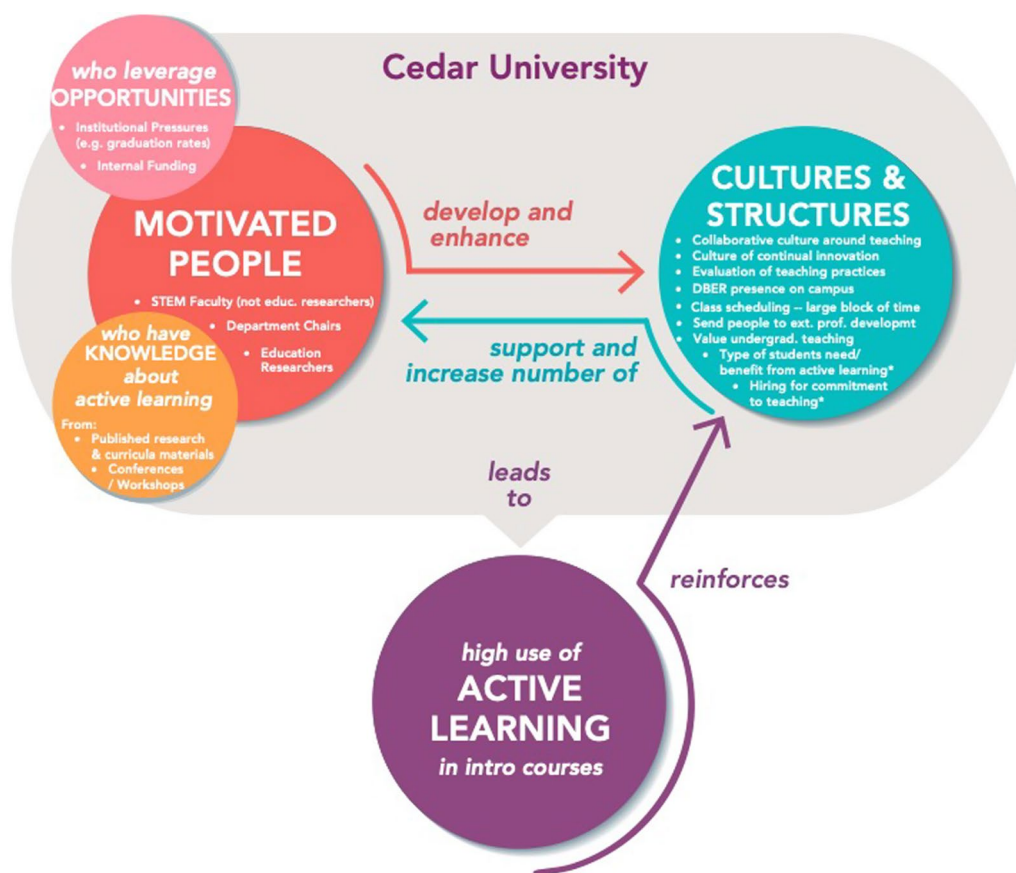 Cedar University
who leverage
OPPORTUNITIES
• Institutional Pressures
(e.g. graduation rates)
• Internal Funding
MOTIVATED
PEOPLE
• STEM Faculty (not educ. researchers)
• Department Chairs
• Education
Researchers
who have
KNOWLEDGE
about
active learning
From:
• Published research
& curricula materials
• Conferences
/ Workshops
develop and
enhance
support and
increase number of
CULTURES &
STRUCTURES
• Collaborative culture around teaching
• Culture of continual innovation
• Evaluation of teaching practices
• DBER presence on campus
• Class scheduling – large block of time
• Send people to ext. prof. developmt
• Value undergrad. teaching
• Type of students need/
benefit from active learning*
• Hiring for commitment
to teaching*
leads
to
reinforces
high use of
ACTIVE
LEARNING
in intro courses